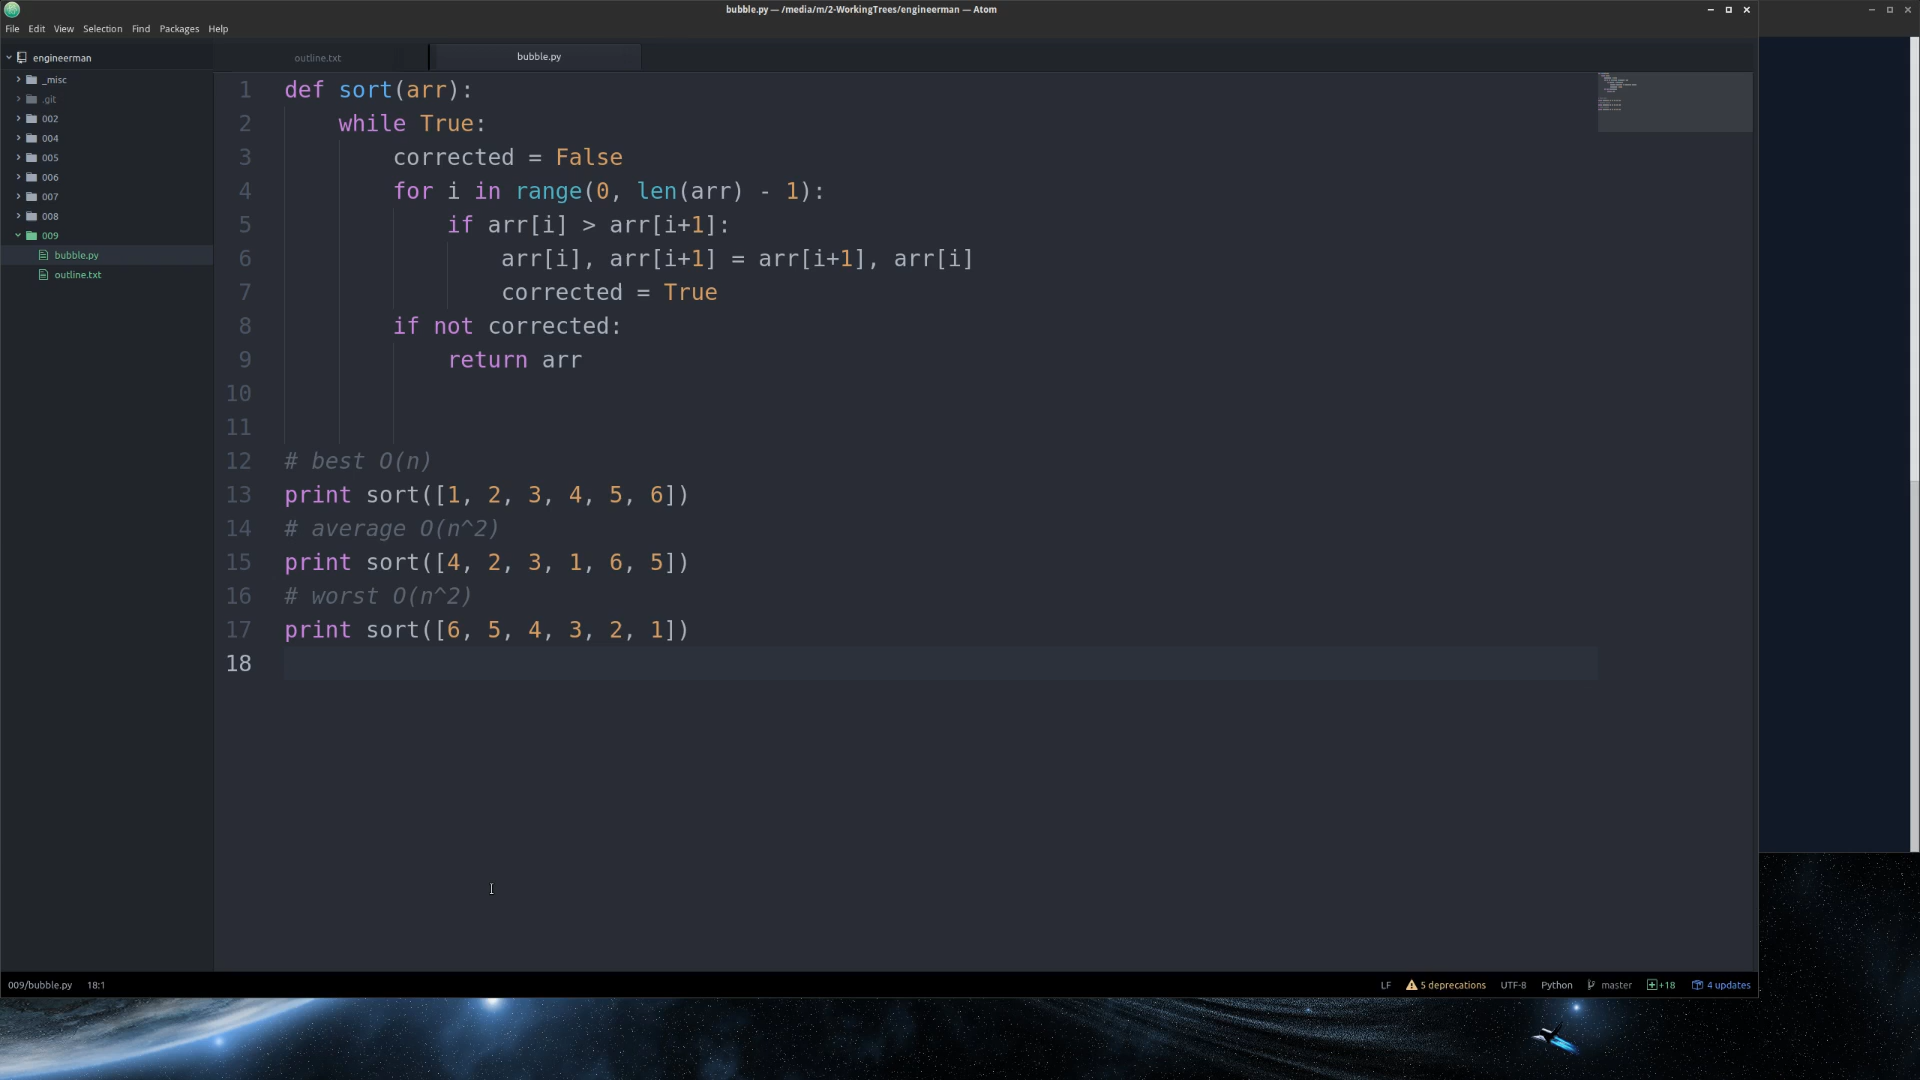 bubble.py — /media/m/2-WorkingTrees/engineerman — Atom
File Edit View Selection Find Packages Help
engineerman
_misc
.git
002
004
005
006
007
008
009
bubble.py
outline.txt
outline.txt bubble.py
1 def sort(arr):
2     while True:
3         corrected = False
4         for i in range(0, len(arr) - 1):
5             if arr[i] > arr[i+1]:
6                 arr[i], arr[i+1] = arr[i+1], arr[i]
7                 corrected = True
8         if not corrected:
9             return arr
10
11
12 # best O(n)
13 print sort([1, 2, 3, 4, 5, 6])
14 # average O(n^2)
15 print sort([4, 2, 3, 1, 6, 5])
16 # worst O(n^2)
17 print sort([6, 5, 4, 3, 2, 1])
18
009/bubble.py 18:1 LF 5 deprecations UTF-8 Python master +18 4 updates